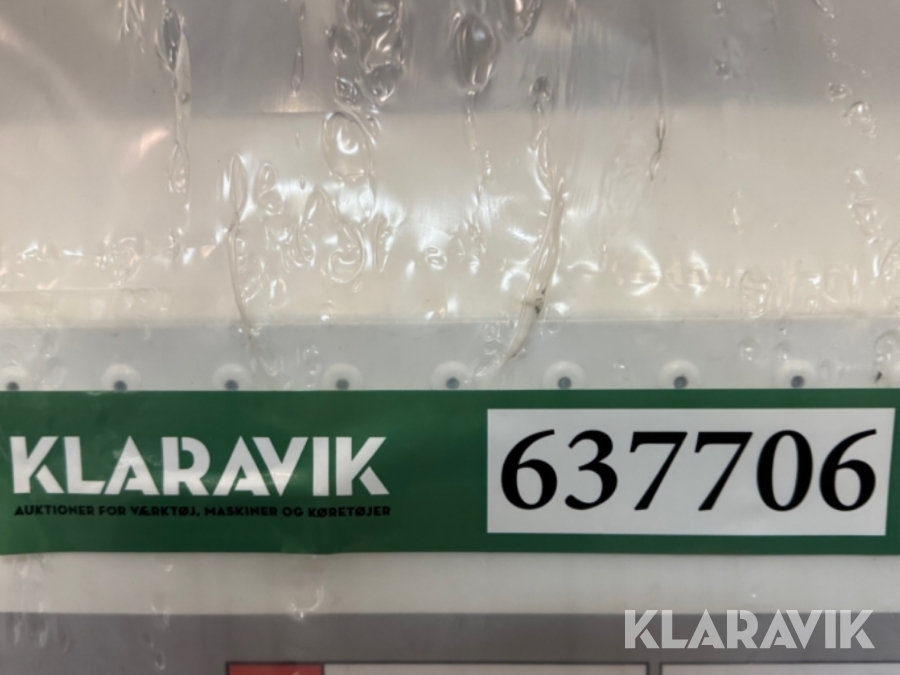 KLARAVIK
AUKTIONER FOR VÆRKTØJ, MASKINER OG KØRETØJER
637706
KLARAVIK